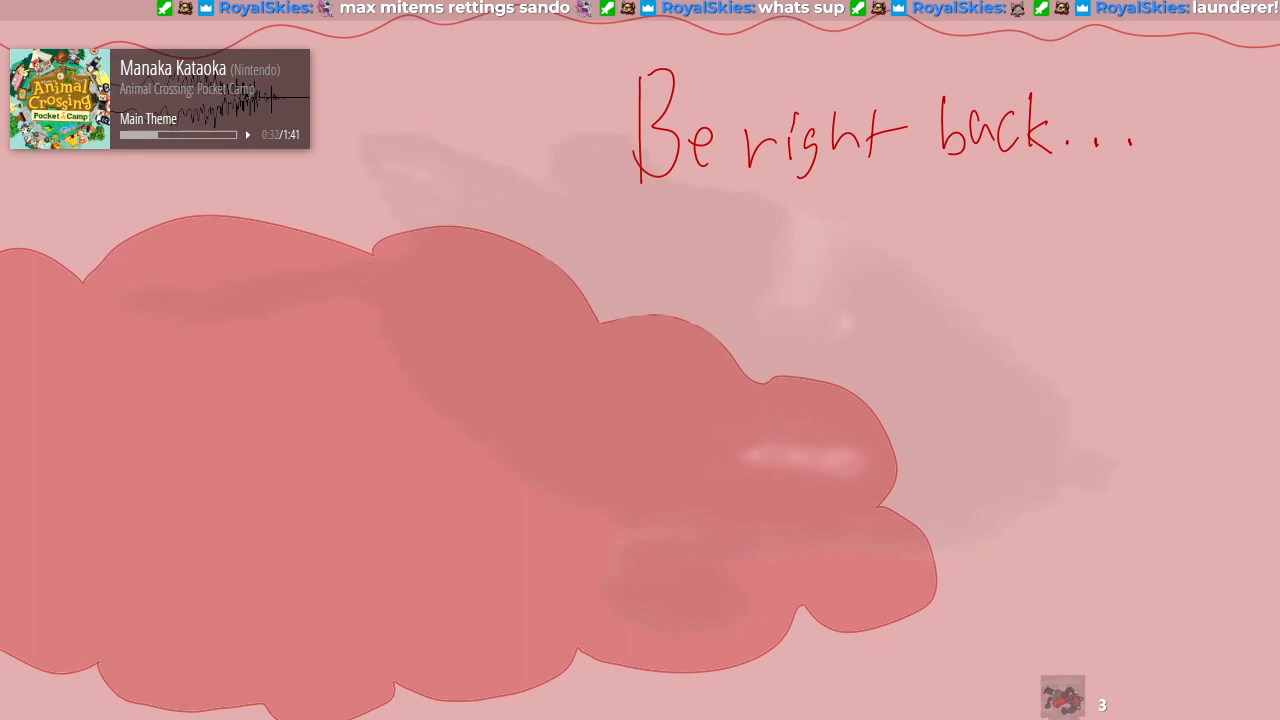 RoyalSkies: max mitems rettings sando RoyalSkies: whats sup RoyalSkies: RoyalSkies: launderer!
Manaka Kataoka (Nintendo)
Animal Crossing: Pocket Camp
Main Theme
0:32/1:41
Animal
Crossing
Pocket Camp
Be right back...
3